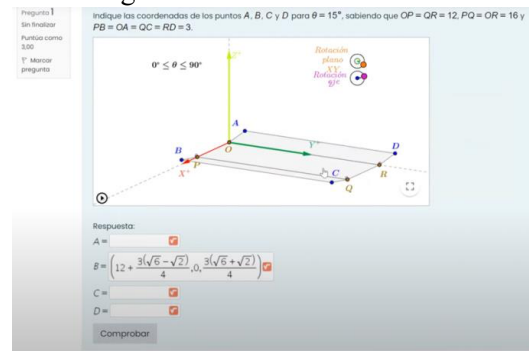 Pregunta 1
Sin finalizar
Puntúa como
3,00
Marcar
pregunta
Indique las coordenadas de los puntos A, B, C y D para θ = 15°, sabiendo que OP = QR = 12, PQ = OR = 16 y
PB = OA = QC = RD = 3.
0° ≤ θ ≤ 90°
Rotación
plano
XY
Rotación
eje
Z⁺
A
B
O
Y⁺
D
P
X⁺
C
Q
R
Respuesta:
A =
B = (12 + 3(√6 − √2)/4, 0, 3(√6 + √2)/4)
C =
D =
Comprobar